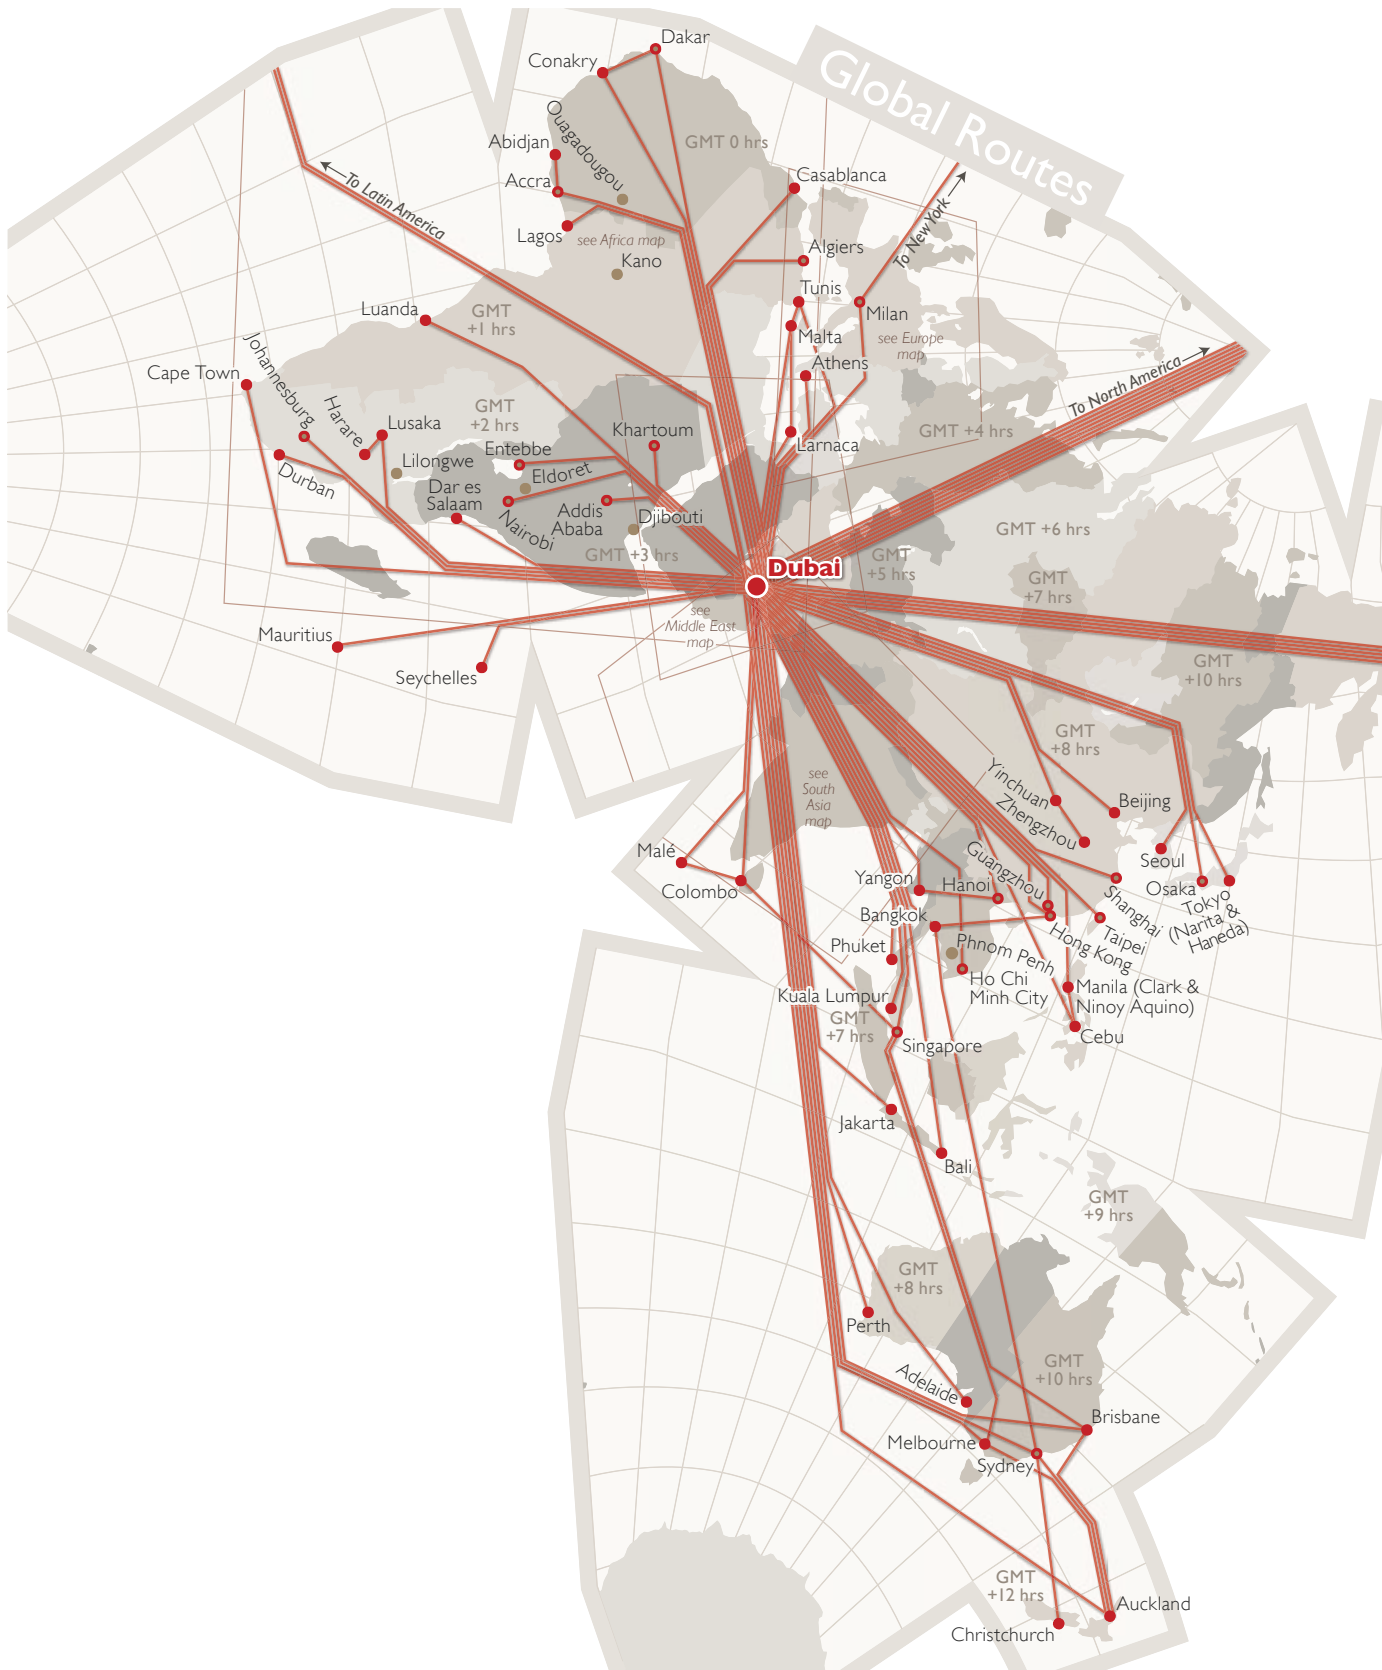 Global Routes
Dakar
Conakry
Ouagadougou
Abidjan
Accra
Lagos
GMT 0 hrs
Casablanca
To Latin America
To New York
see Africa map
Kano
Algiers
Tunis
Milan
Malta
see Europe
map
Athens
Luanda
GMT
+1 hrs
Johannesburg
Cape Town
Harare
Lusaka
GMT
+2 hrs
Entebbe
Khartoum
Larnaca
GMT +4 hrs
To North America
Durban
Lilongwe
Eldoret
Dar es
Salaam
Nairobi
Addis
Ababa
Djibouti
GMT +3 hrs
GMT +6 hrs
GMT
+5 hrs
GMT
+7 hrs
Dubai
see
Middle East
map
Mauritius
Seychelles
GMT
+10 hrs
GMT
+8 hrs
see
South
Asia
map
Yinchuan
Zhengzhou
Beijing
Malé
Colombo
Yangon
Hanoi
Guangzhou
Seoul
Osaka
Tokyo
(Narita &
Haneda)
Shanghai
Taipei
Hong Kong
Bangkok
Phuket
Phnom Penh
Ho Chi
Minh City
Kuala Lumpur
GMT
+7 hrs
Manila (Clark &
Ninoy Aquino)
Cebu
Singapore
Jakarta
Bali
GMT
+9 hrs
GMT
+8 hrs
Perth
GMT
+10 hrs
Adelaide
Brisbane
Melbourne
Sydney
GMT
+12 hrs
Auckland
Christchurch